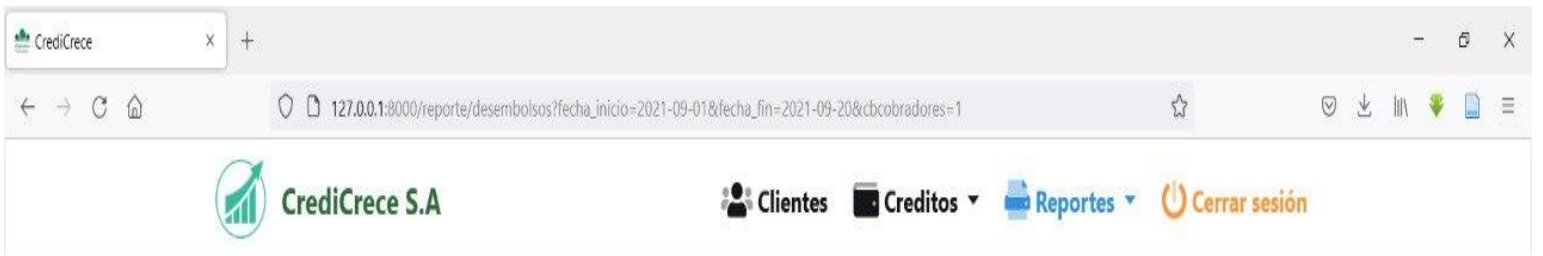 CrediCrece
127.0.0.1:8000/reporte/desembolsos?fecha_inicio=2021-09-01&fecha_fin=2021-09-20&cbcobradores=1
CrediCrece S.A Clientes Creditos Reportes Cerrar sesión